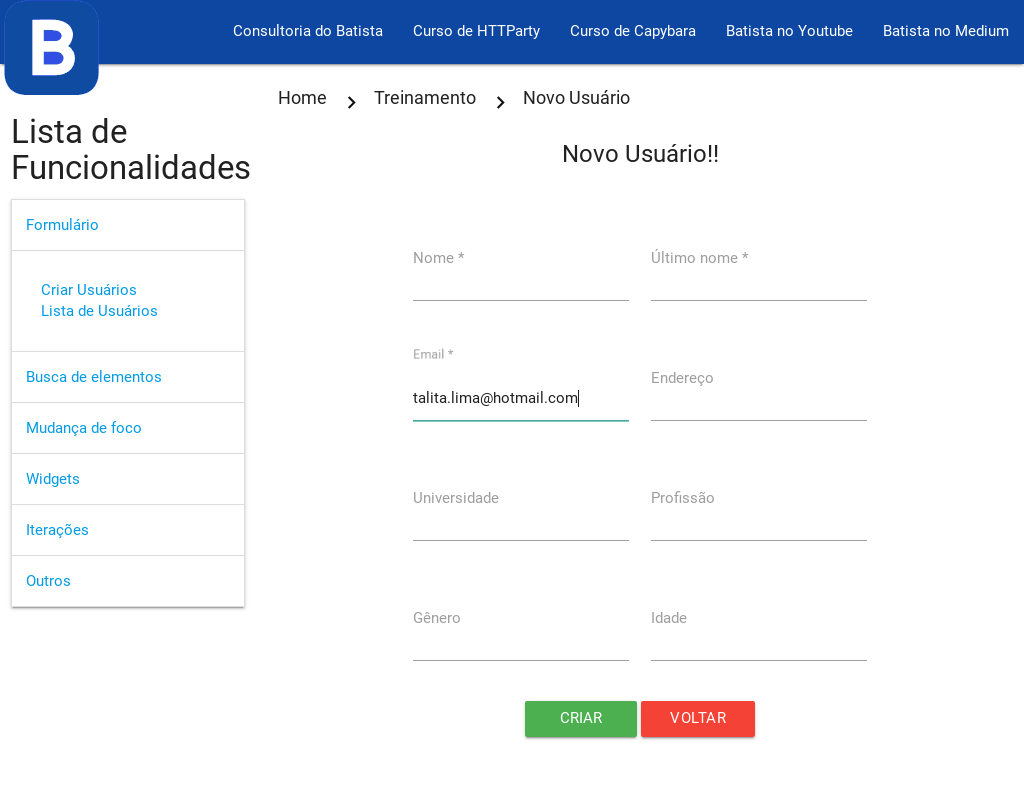 B
Consultoria do Batista
Curso de HTTParty
Curso de Capybara
Batista no Youtube
Batista no Medium
Home
Treinamento
Novo Usuário
Lista de
Funcionalidades
Formulário
Criar Usuários
Lista de Usuários
Busca de elementos
Mudança de foco
Widgets
Iterações
Outros
Novo Usuário!!
Nome *
Último nome *
Email *
talita.lima@hotmail.com
Endereço
Universidade
Profissão
Gênero
Idade
CRIAR
VOLTAR